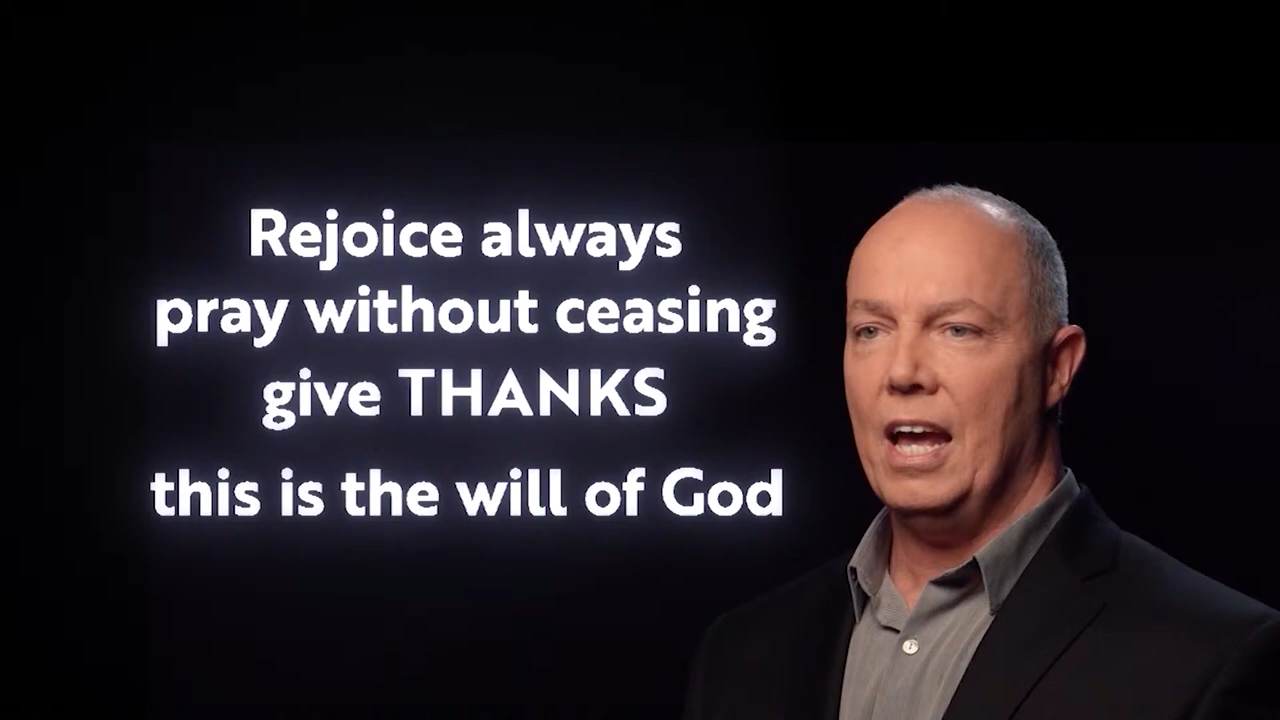 Rejoice always
pray without ceasing
give THANKS
this is the will of God